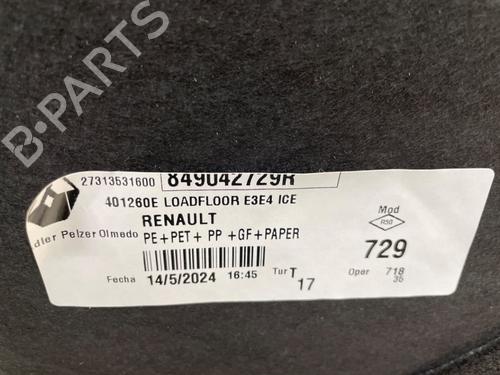 B-PARTS
27313531600
849042729R
401260E LOADFLOOR E3E4 ICE
RENAULT
dler Pelzer Olmedo
PE+PET+ PP +GF+PAPER
Fecha 14/5/2024 16:45 Tur T 17
Mod
R50
729
Oper 718
35